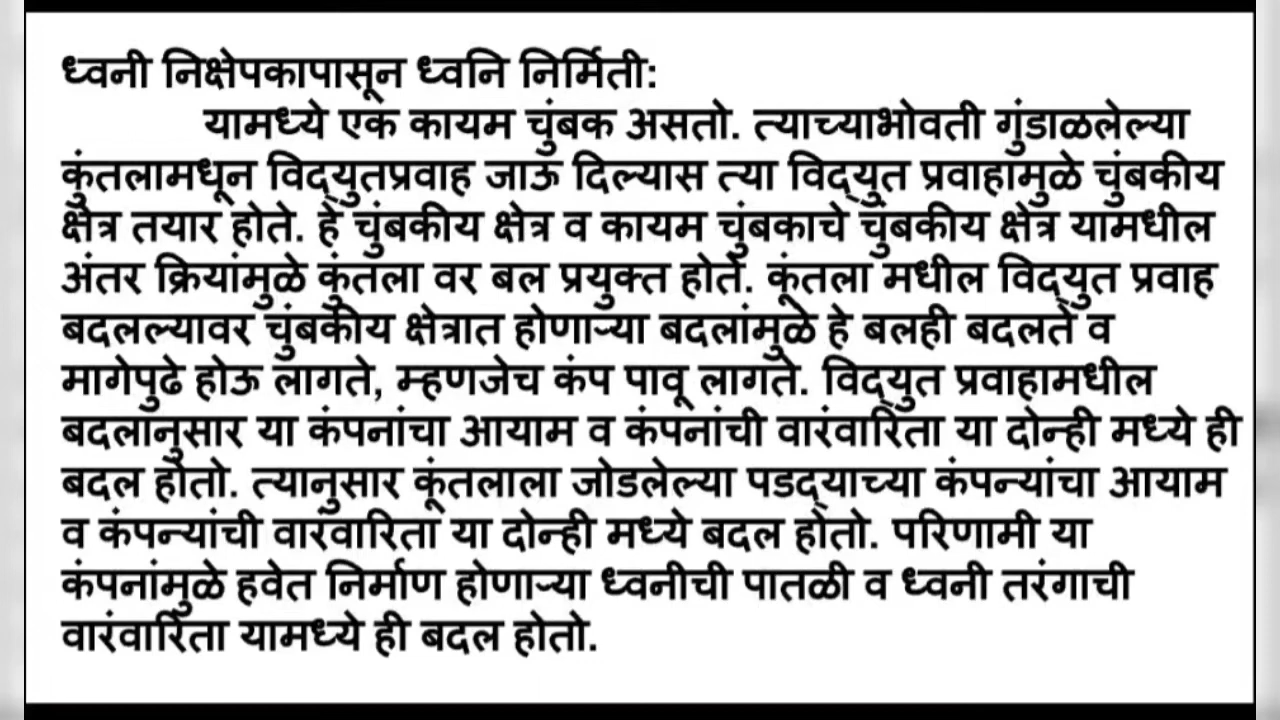 ध्वनी निक्षेपकापासून ध्वनि निर्मिती:
यामध्ये एक कायम चुंबक असतो. त्याच्याभोवती गुंडाळलेल्या
कुंतलामधून विद्युतप्रवाह जाऊ दिल्यास त्या विद्युत प्रवाहामुळे चुंबकीय
क्षेत्र तयार होते. हे चुंबकीय क्षेत्र व कायम चुंबकाचे चुंबकीय क्षेत्र यामधील
अंतर क्रियांमुळे कुंतला वर बल प्रयुक्त होते. कूंतला मधील विद्युत प्रवाह
बदलल्यावर चुंबकीय क्षेत्रात होणाऱ्या बदलांमुळे हे बलही बदलते व
मागेपुढे होऊ लागते, म्हणजेच कंप पावू लागते. विद्युत प्रवाहामधील
बदलानुसार या कंपनांचा आयाम व कंपनांची वारंवारिता या दोन्ही मध्ये ही
बदल होतो. त्यानुसार कूंतलाला जोडलेल्या पडद्याच्या कंपन्यांचा आयाम
व कंपन्यांची वारंवारिता या दोन्ही मध्ये बदल होतो. परिणामी या
कंपनांमुळे हवेत निर्माण होणाऱ्या ध्वनीची पातळी व ध्वनी तरंगाची
वारंवारिता यामध्ये ही बदल होतो.